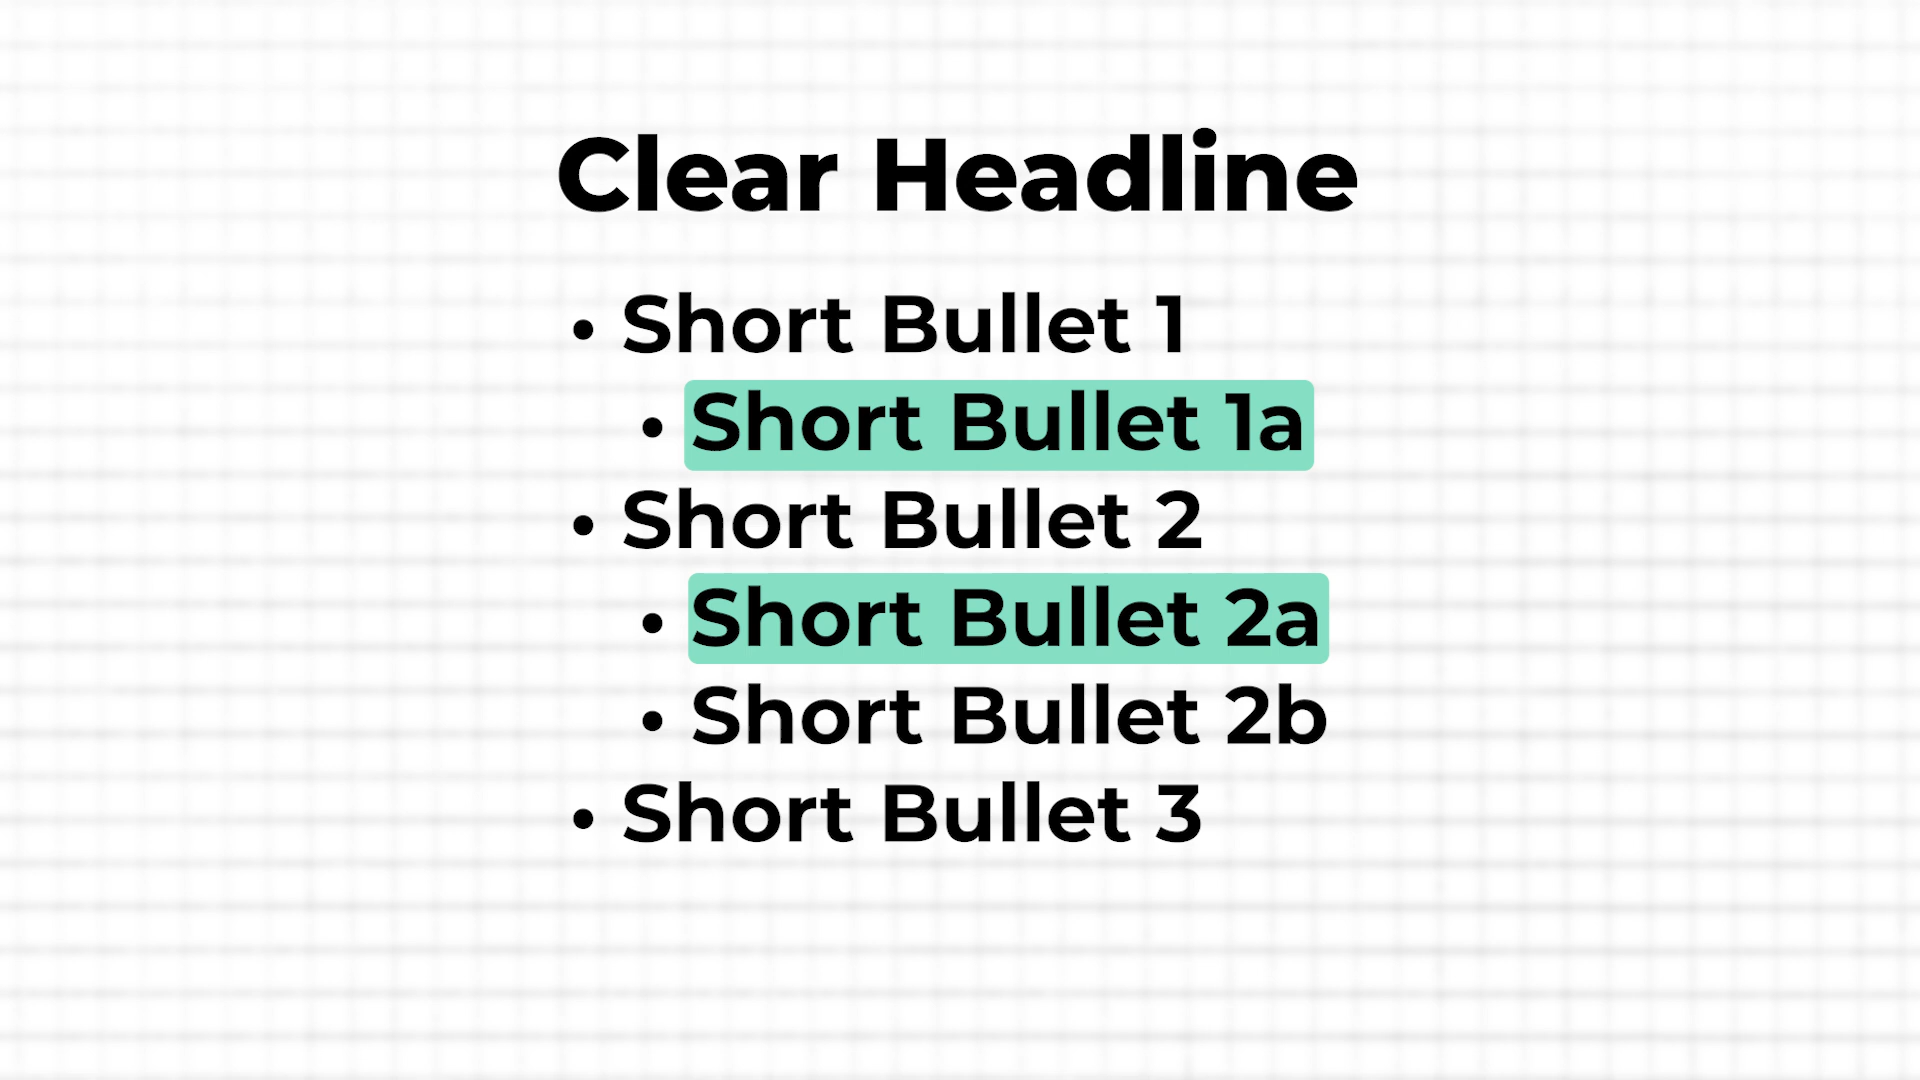 Clear Headline
• Short Bullet 1
• Short Bullet 1a
• Short Bullet 2
• Short Bullet 2a
• Short Bullet 2b
• Short Bullet 3